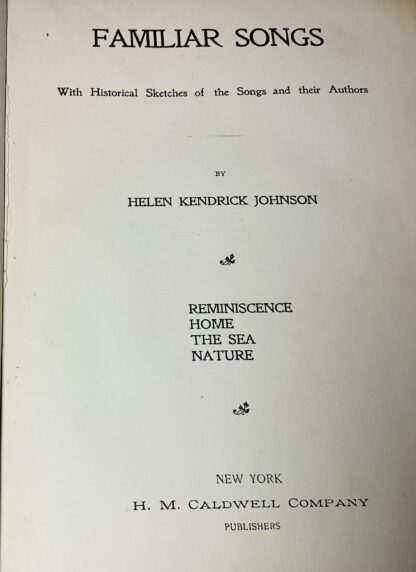 FAMILIAR SONGS
With Historical Sketches of the Songs and their Authors
BY
HELEN KENDRICK JOHNSON
REMINISCENCE
HOME
THE SEA
NATURE
NEW YORK
H. M. CALDWELL COMPANY
PUBLISHERS